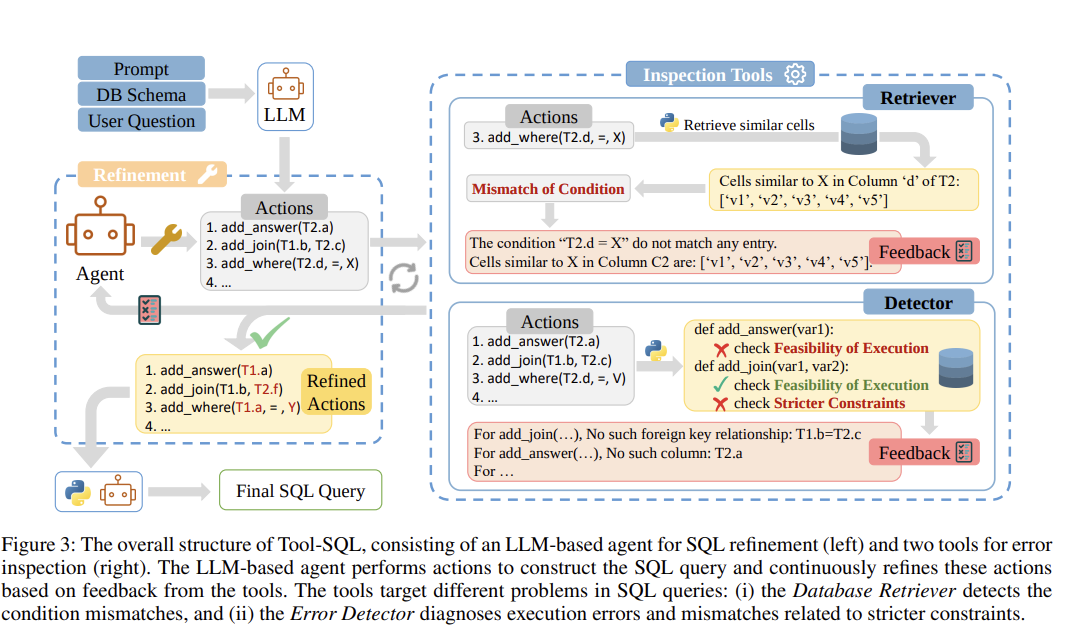 Prompt
DB Schema
User Question
LLM
Refinement
Agent
Actions
1. add_answer(T2.a)
2. add_join(T1.b, T2.c)
3. add_where(T2.d, =, X)
4. ...
1. add_answer(T1.a)
2. add_join(T1.b, T2.f)
3. add_where(T1.a, = , Y)
4. ...
Refined
Actions
Final SQL Query
Inspection Tools
Retriever
Actions
3. add_where(T2.d, =, X)
Retrieve similar cells
Cells similar to X in Column ‘d’ of T2:
[‘v1’, ‘v2’, ‘v3’, ‘v4’, ‘v5’]
Mismatch of Condition
The condition “T2.d = X” do not match any entry.
Cells similar to X in Column C2 are: [‘v1’, ‘v2’, ‘v3’, ‘v4’, ‘v5’].
Feedback
Detector
Actions
1. add_answer(T2.a)
2. add_join(T1.b, T2.c)
3. add_where(T2.d, =, V)
4. ...
def add_answer(var1):
check Feasibility of Execution
def add_join(var1, var2):
check Feasibility of Execution
check Stricter Constraints
For add_join(…), No such foreign key relationship: T1.b=T2.c
For add_answer(…), No such column: T2.a
For …
Feedback
Figure 3: The overall structure of Tool-SQL, consisting of an LLM-based agent for SQL refinement (left) and two tools for error
inspection (right). The LLM-based agent performs actions to construct the SQL query and continuously refines these actions
based on feedback from the tools. The tools target different problems in SQL queries: (i) the Database Retriever detects the
condition mismatches, and (ii) the Error Detector diagnoses execution errors and mismatches related to stricter constraints.